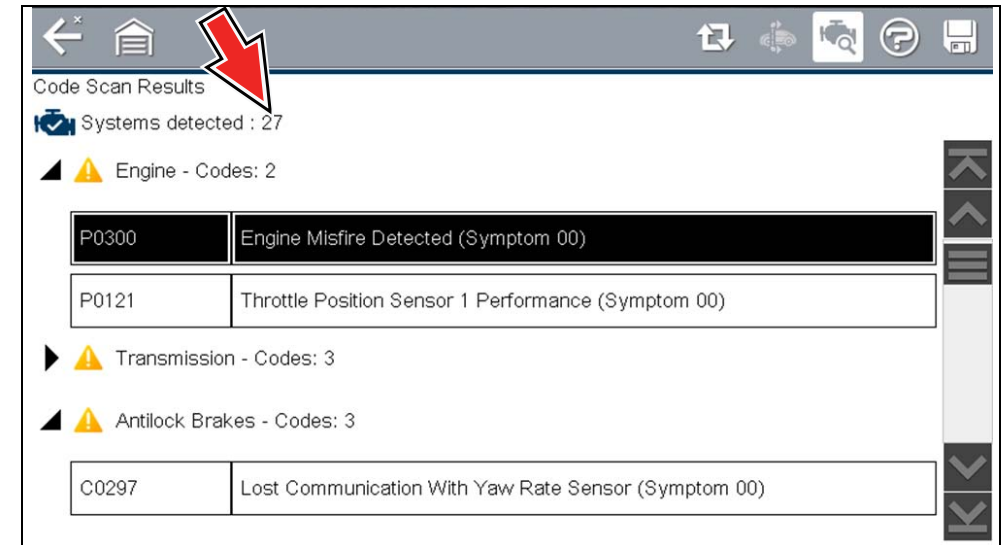 Code Scan Results
Systems detected : 27
Engine - Codes: 2
P0300 Engine Misfire Detected (Symptom 00)
P0121 Throttle Position Sensor 1 Performance (Symptom 00)
Transmission - Codes: 3
Antilock Brakes - Codes: 3
C0297 Lost Communication With Yaw Rate Sensor (Symptom 00)